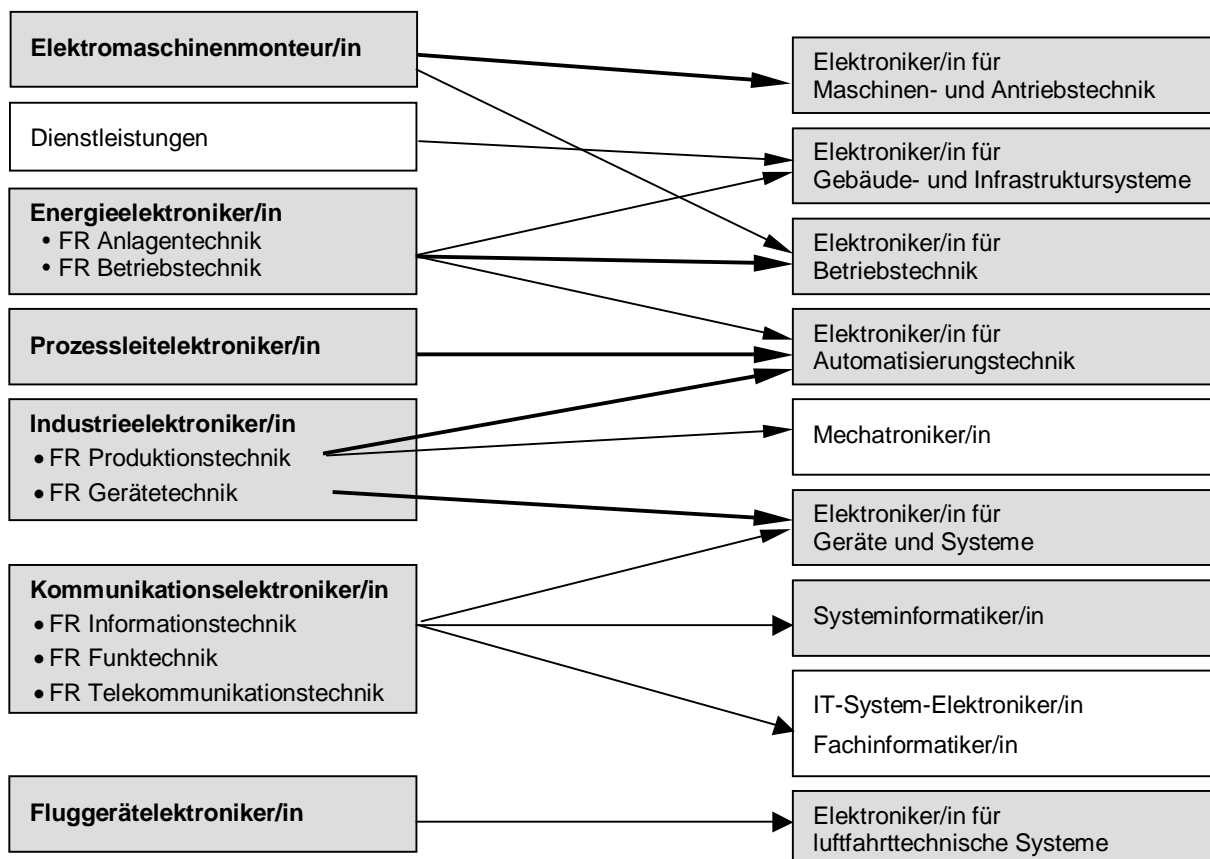 Elektromaschinenmonteur/in
Dienstleistungen
Energieelektroniker/in
• FR Anlagentechnik
• FR Betriebstechnik
Prozessleitelektroniker/in
Industrieelektroniker/in
• FR Produktionstechnik
• FR Gerätetechnik
Kommunikationselektroniker/in
• FR Informationstechnik
• FR Funktechnik
• FR Telekommunikationstechnik
Fluggerätelektroniker/in
Elektroniker/in für
Maschinen- und Antriebstechnik
Elektroniker/in für
Gebäude- und Infrastruktursysteme
Elektroniker/in für
Betriebstechnik
Elektroniker/in für
Automatisierungstechnik
Mechatroniker/in
Elektroniker/in für
Geräte und Systeme
Systeminformatiker/in
IT-System-Elektroniker/in
Fachinformatiker/in
Elektroniker/in für
luftfahrttechnische Systeme